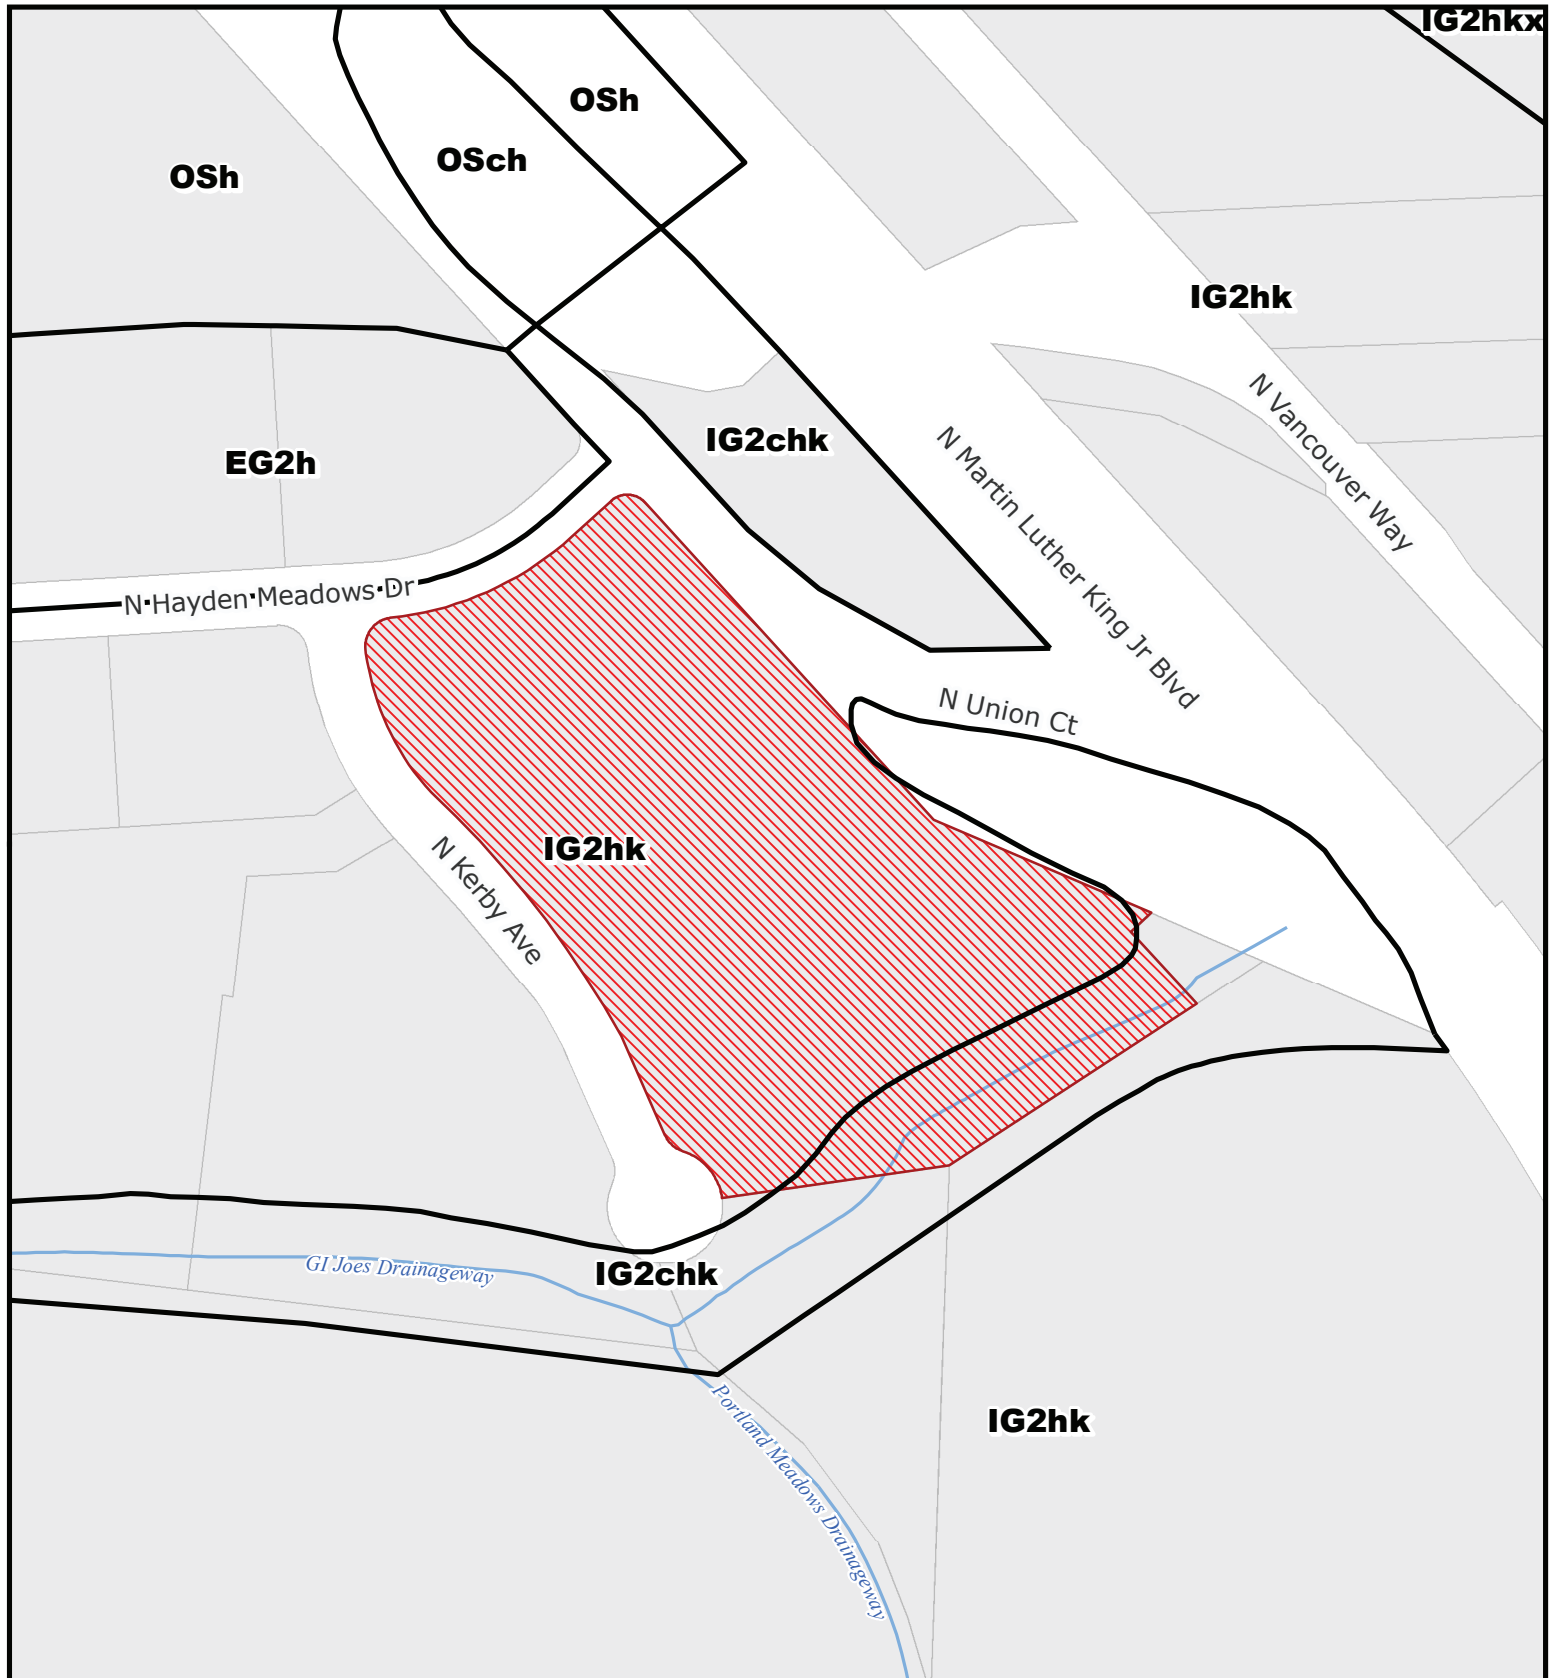 IG2hkx
OSh
OSch
OSh
IG2hk
N Vancouver Way
IG2chk
EG2h
N Martin Luther King Jr Blvd
N Hayden Meadows Dr
N Union Ct
IG2hk
N Kerby Ave
GI Joes Drainageway
IG2chk
Portland Meadows Drainageway
IG2hk